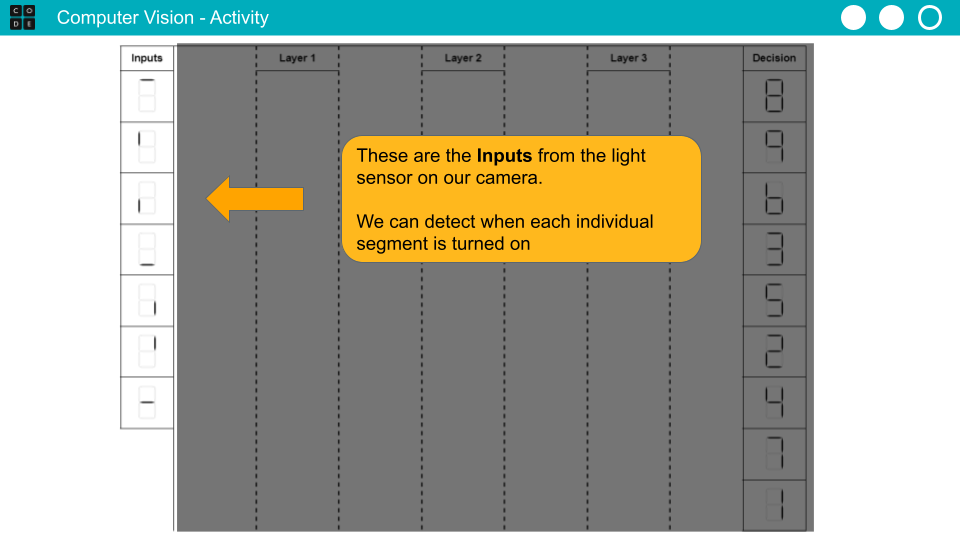 C O
D E
Computer Vision - Activity
Inputs
Layer 1
Layer 2
Layer 3
Decision
8
9
b
3
5
2
4
7
1
These are the Inputs from the light
sensor on our camera.
We can detect when each individual
segment is turned on